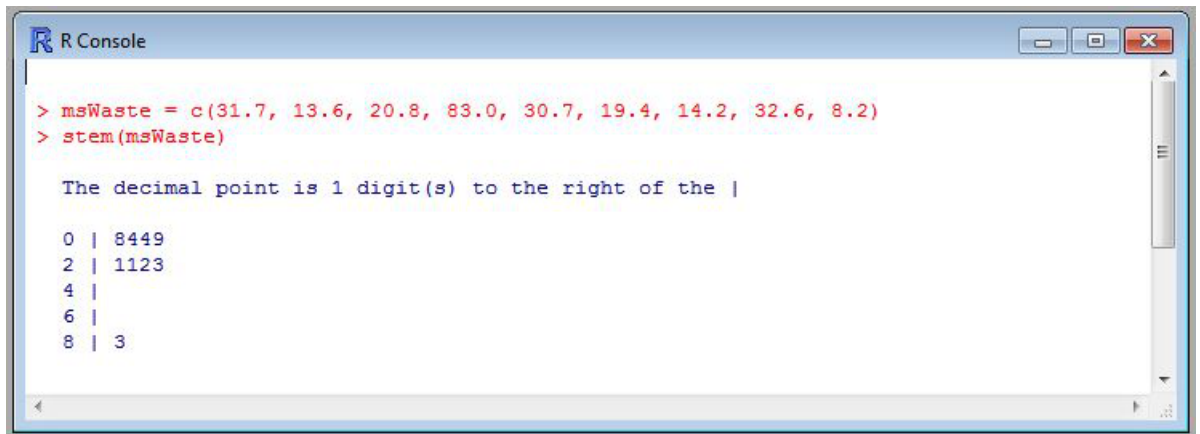 R Console
> msWaste = c(31.7, 13.6, 20.8, 83.0, 30.7, 19.4, 14.2, 32.6, 8.2)
> stem(msWaste)
The decimal point is 1 digit(s) to the right of the |
0 | 8449
2 | 1123
4 |
6 |
8 | 3